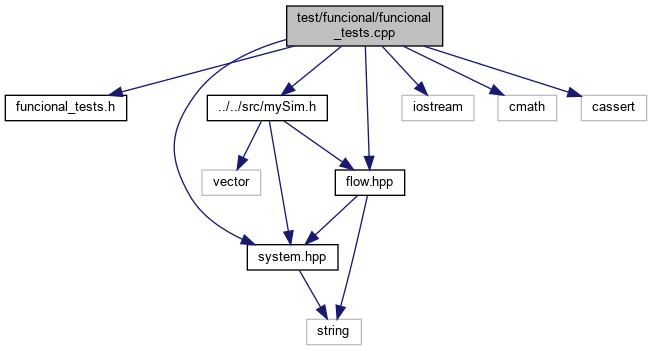 test/funcional/funcional
_tests.cpp
funcional_tests.h
../../src/mySim.h
iostream
cmath
cassert
vector
flow.hpp
system.hpp
string